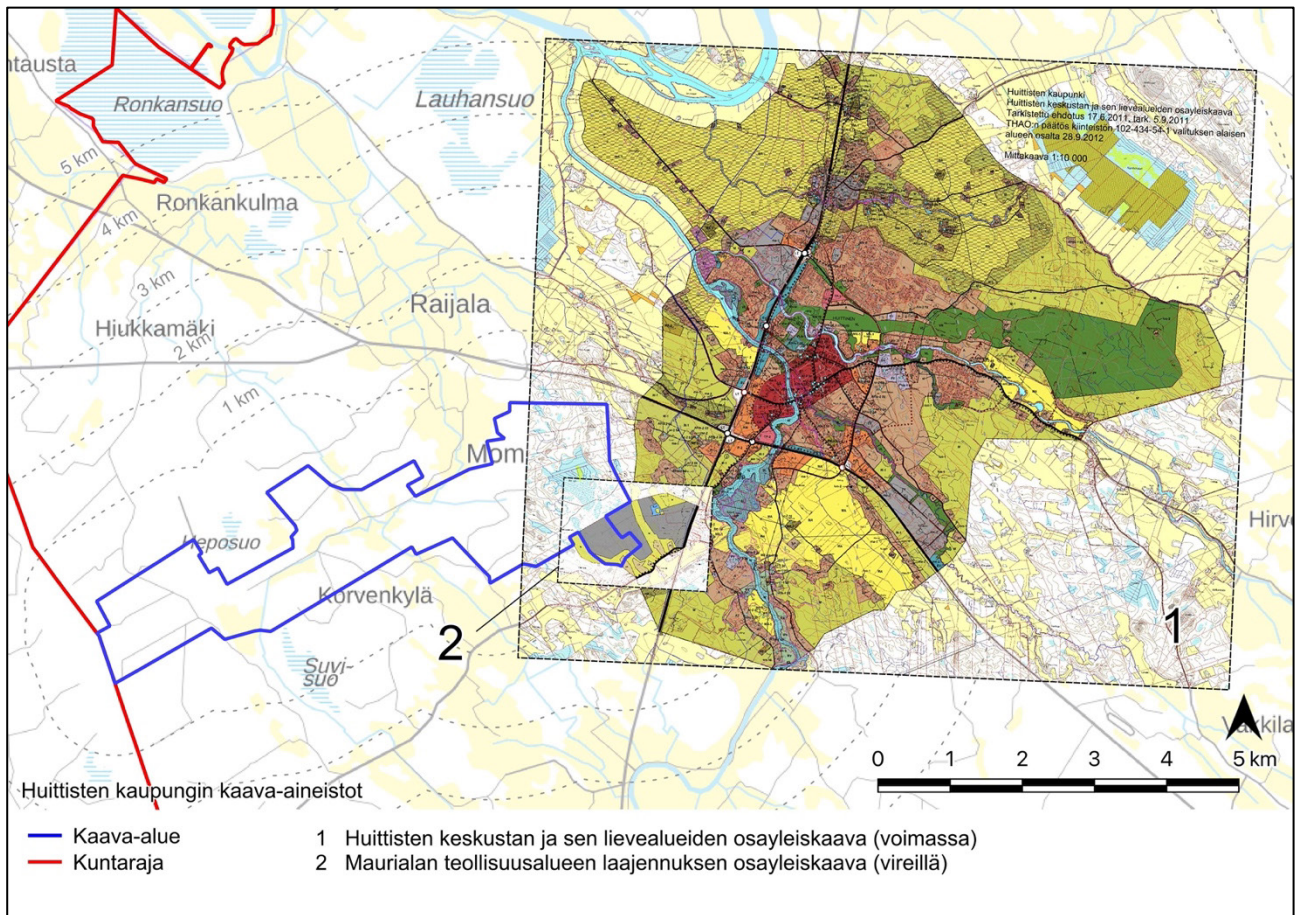 ntausta
Ronkansuo
Lauhansuo
5 km
4 km
3 km
2 km
1 km
Ronkankulma
Hiukkamäki
Raijala
Huittisten kaupunki
Huittisten keskustan ja sen lievealueiden osayleiskaava
Tarkistettu ehdotus 17.6.2011, tark. 5.9.2011
THAO:n päätös kiinteistön 102-434-54-1 valituksen alaisen
alueen osalta 28.9.2012
Mittakaava 1:10 000
Mom
Heposuo
Korvenkylä
Suvi-
suo
Hirv
2
1
0 1 2 3 4 5 km
Huittisten kaupungin kaava-aineistot
Kaava-alue
Kuntaraja
1 Huittisten keskustan ja sen lievealueiden osayleiskaava (voimassa)
2 Maurialan teollisuusalueen laajennuksen osayleiskaava (vireillä)